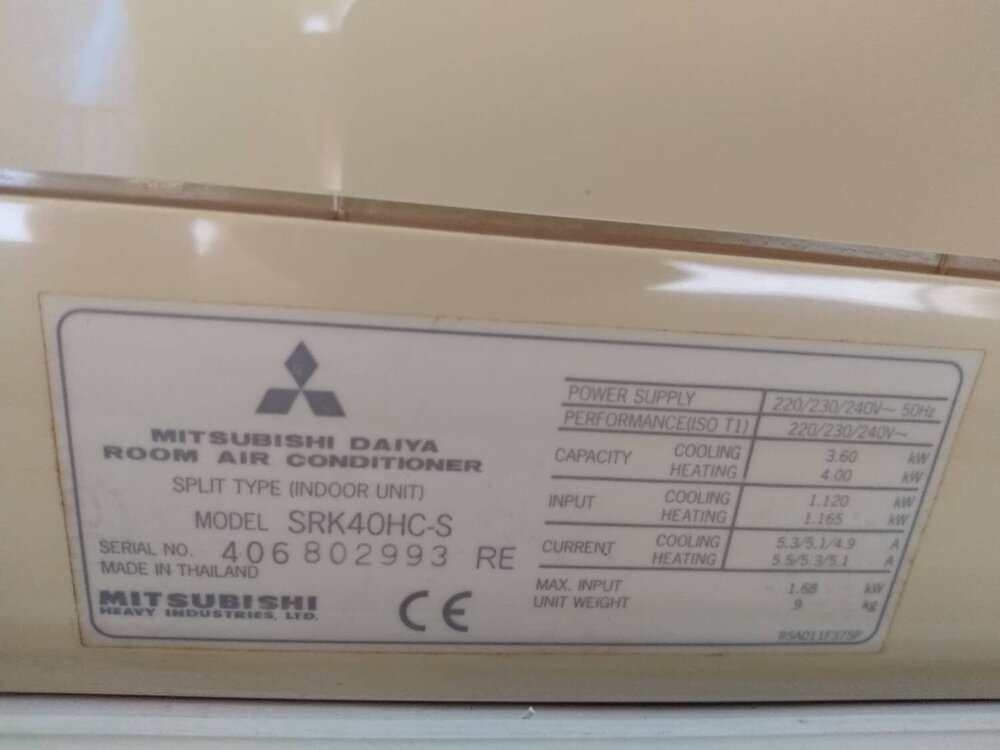 MITSUBISHI DAIYA
ROOM AIR CONDITIONER
SPLIT TYPE (INDOOR UNIT)
MODEL SRK40HC-S
SERIAL NO. 406802993 RE
MADE IN THAILAND
MITSUBISHI
HEAVY INDUSTRIES, LTD.
CE
POWER SUPPLY 220/230/240V~ 50Hz
PERFORMANCE(ISO T1) 220/230/240V~
CAPACITY COOLING 3.60 kW
HEATING 4.00 kW
INPUT COOLING 1.120 kW
HEATING 1.165 kW
CURRENT COOLING 5.3/5.1/4.9 A
HEATING 5.5/5.3/5.1 A
MAX. INPUT 1.68 kW
UNIT WEIGHT 9 kg
RSA011F375P